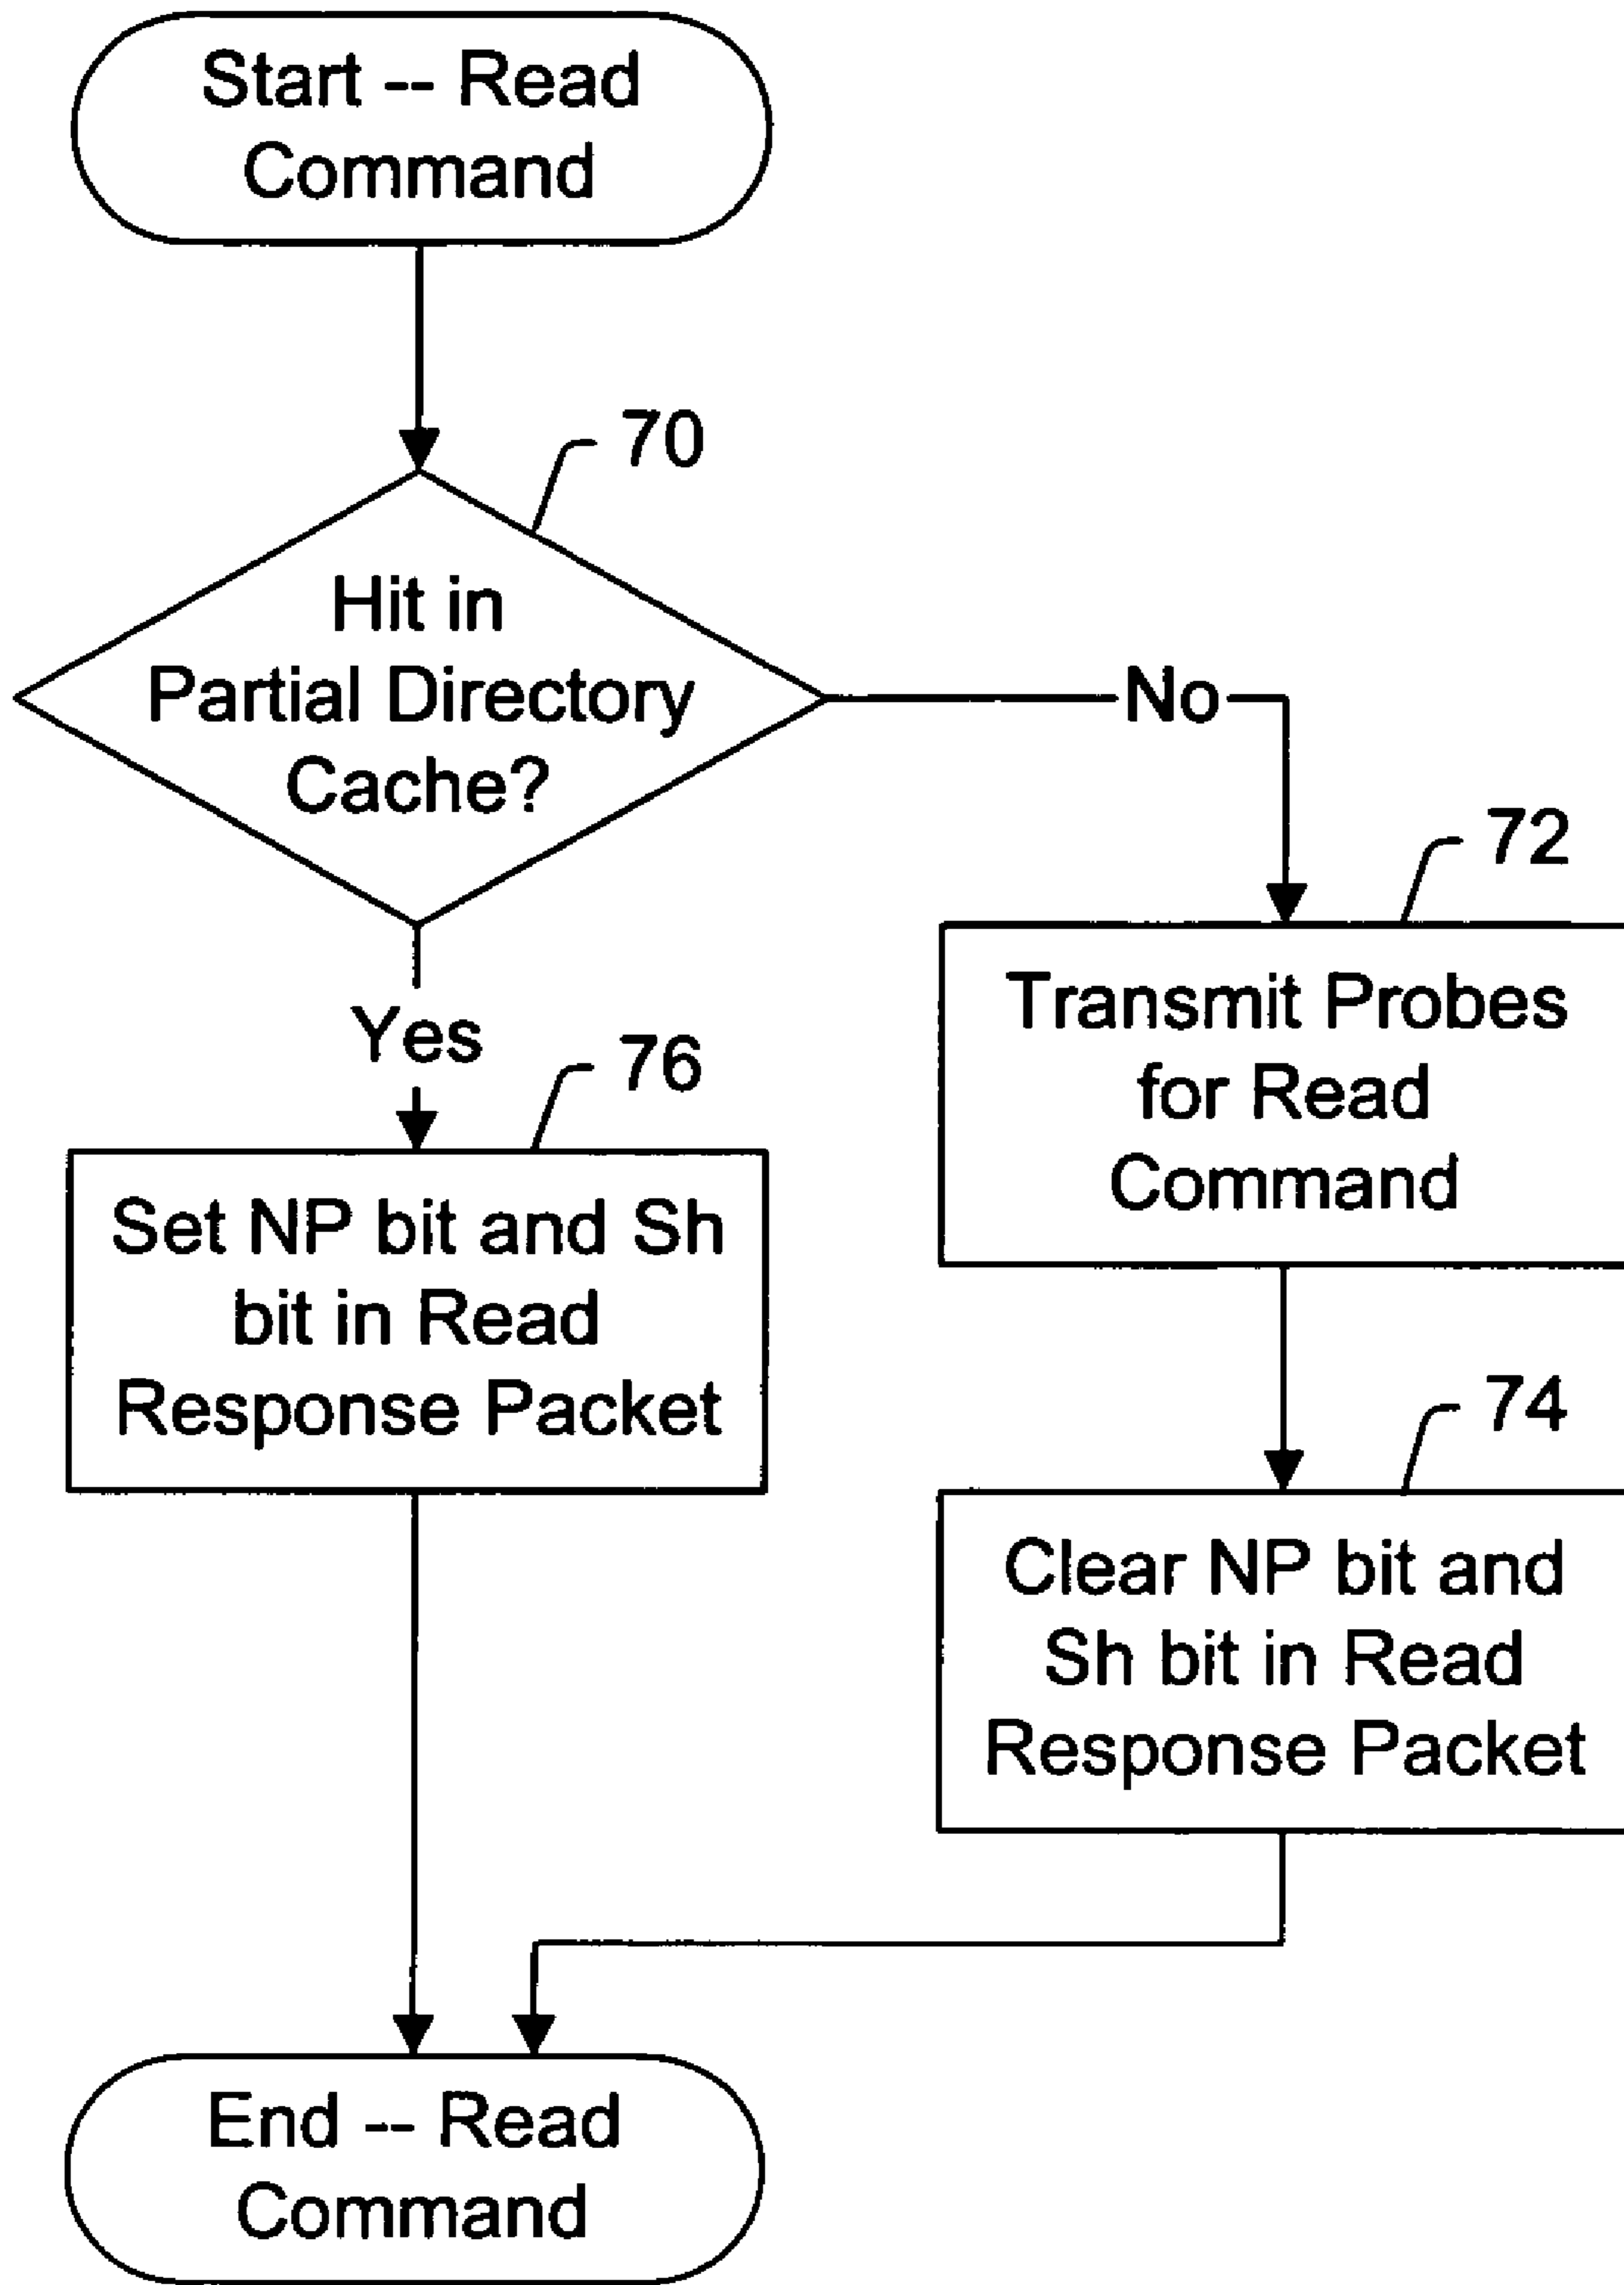 Start -- Read
Command
70
Hit in
Partial Directory
Cache?
No
72
Transmit Probes
for Read
Command
Yes
76
Set NP bit and Sh
bit in Read
Response Packet
74
Clear NP bit and
Sh bit in Read
Response Packet
End -- Read
Command